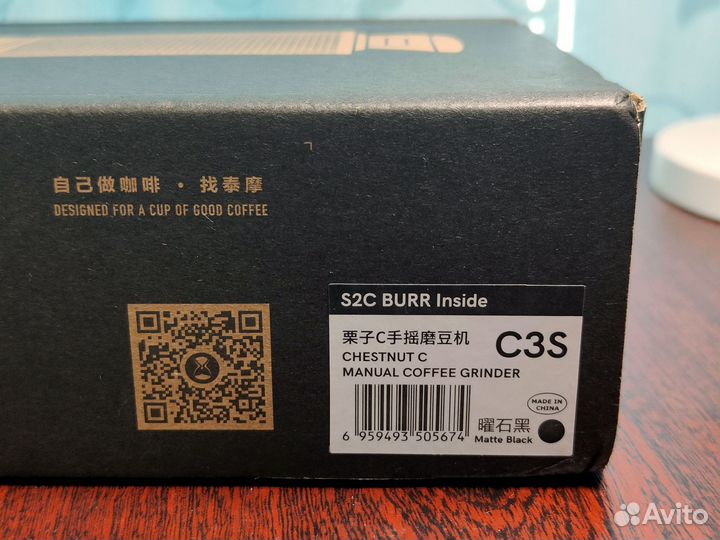 自己做咖啡 · 找泰摩
DESIGNED FOR A CUP OF GOOD COFFEE
S2C BURR Inside
栗子C手摇磨豆机
CHESTNUT C
MANUAL COFFEE GRINDER
C3S
MADE IN
CHINA
6 959493 505674
曜石黑
Matte Black
Avito